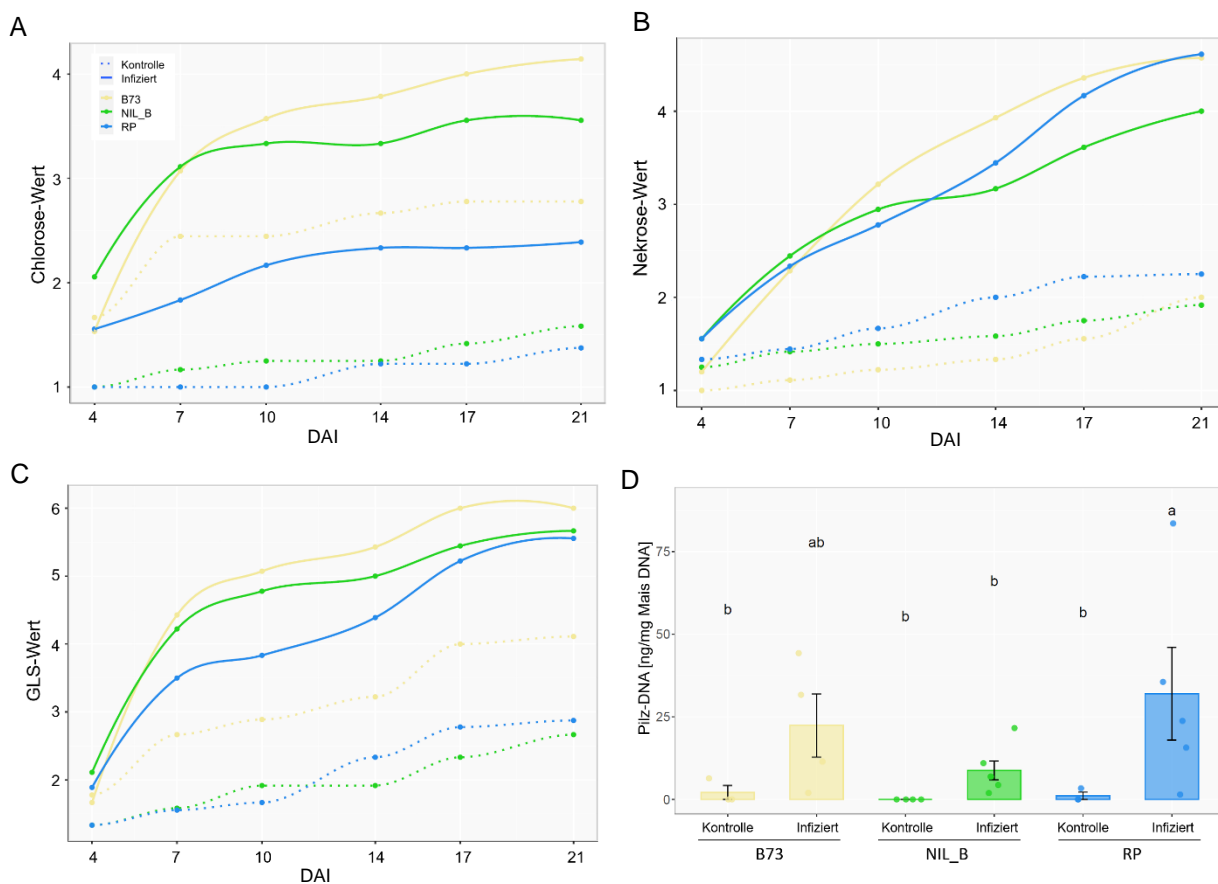 A
Kontrolle
Infiziert
B73
NIL_B
RP
Chlorose-Wert
4
3
2
1
4 7 10 14 17 21
DAI
B
Nekrose-Wert
4
3
2
1
4 7 10 14 17 21
DAI
C
GLS-Wert
6
5
4
3
2
4 7 10 14 17 21
DAI
D
Pilz-DNA [ng/mg Mais DNA]
75
50
25
0
b ab b b b a
Kontrolle Infiziert Kontrolle Infiziert Kontrolle Infiziert
B73 NIL_B RP